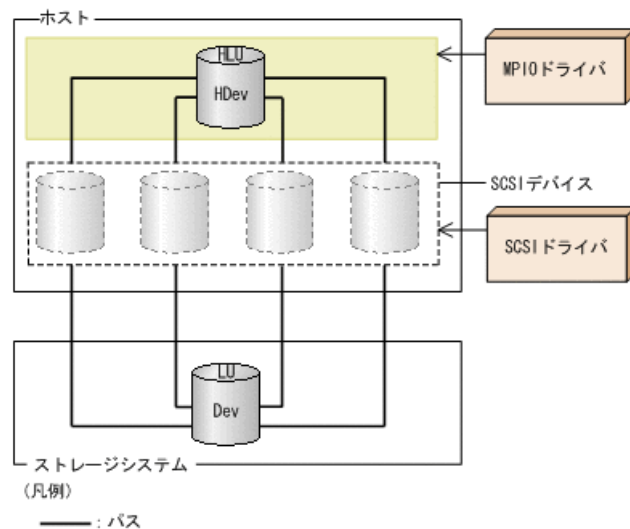 ホスト
HLU
HDev
MPIOドライバ
SCSIデバイス
SCSIドライバ
LU
Dev
ストレージシステム
(凡例)
: パス